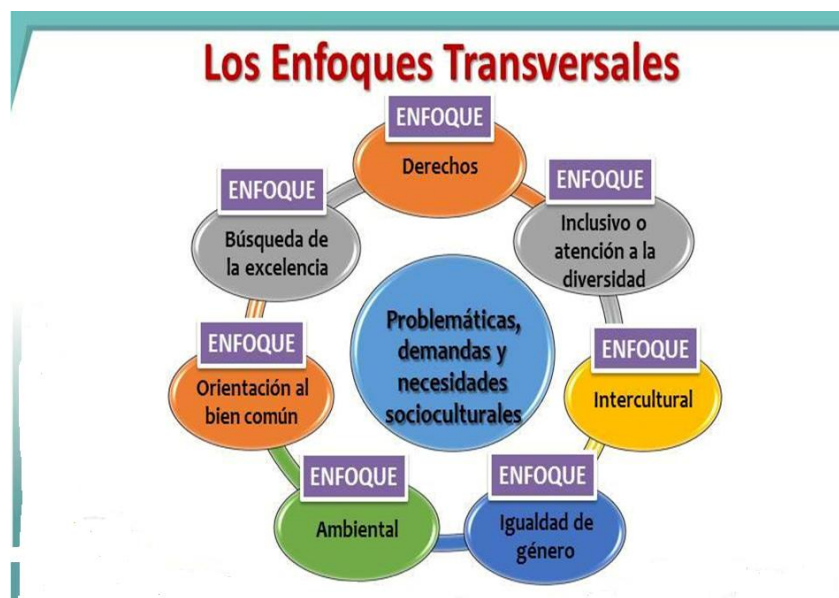 Los Enfoques Transversales
ENFOQUE
Derechos
ENFOQUE
Inclusivo o
atención a la
diversidad
ENFOQUE
Intercultural
ENFOQUE
Igualdad de
género
ENFOQUE
Ambiental
ENFOQUE
Orientación al
bien común
ENFOQUE
Búsqueda de
la excelencia
Problemáticas,
demandas y
necesidades
socioculturales